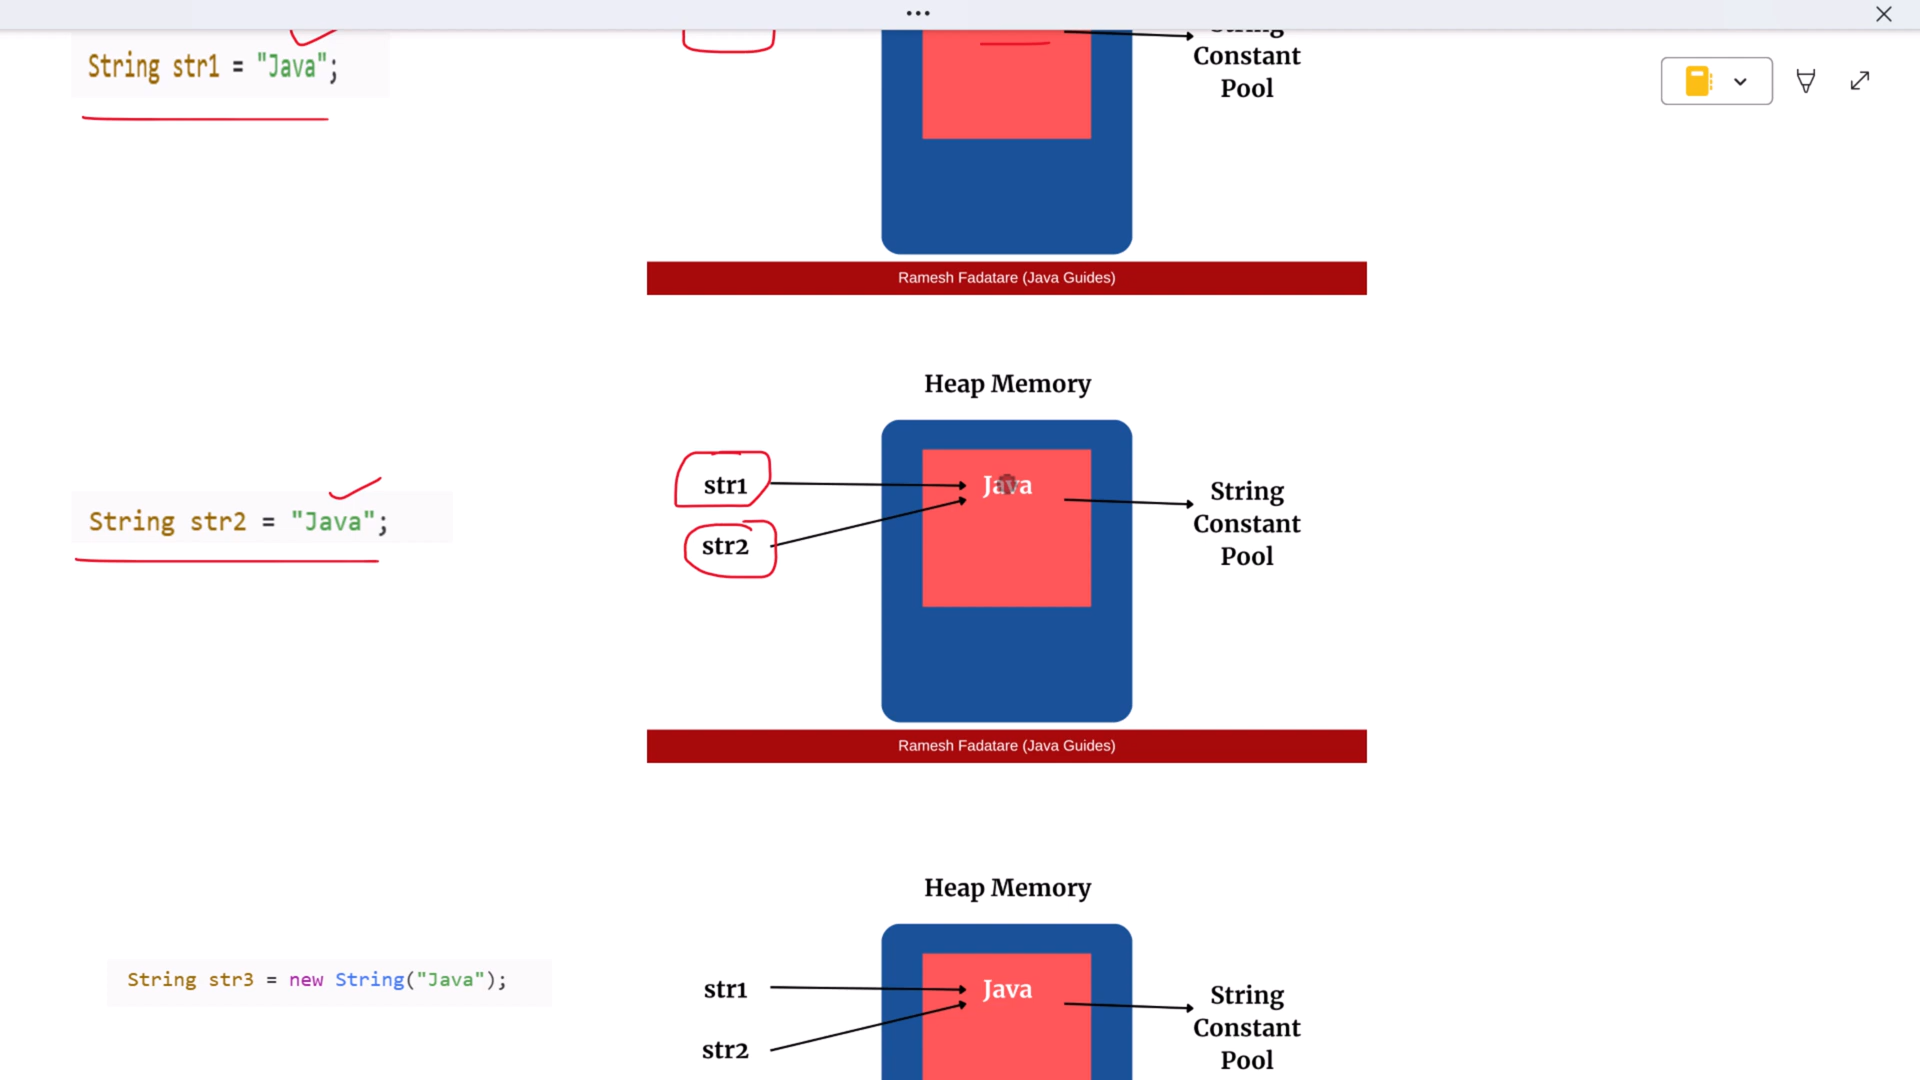 String str1 = "Java";
String
Constant
Pool
Ramesh Fadatare (Java Guides)
Heap Memory
String str2 = "Java";
str1
str2
Java
String
Constant
Pool
Ramesh Fadatare (Java Guides)
Heap Memory
String str3 = new String("Java");
str1
str2
Java
String
Constant
Pool